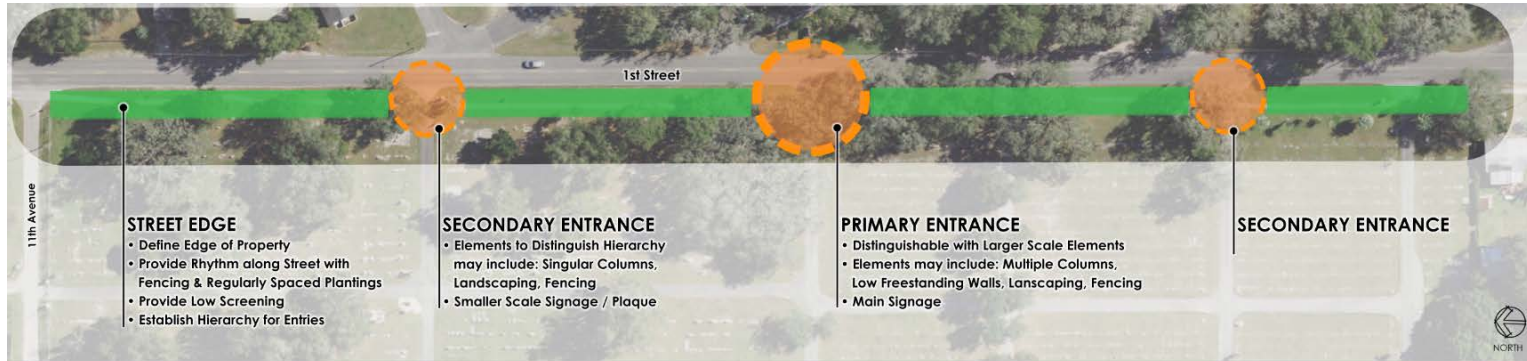 1st Street
11th Avenue
STREET EDGE
• Define Edge of Property
• Provide Rhythm along Street with
Fencing & Regularly Spaced Plantings
• Provide Low Screening
• Establish Hierarchy for Entries
SECONDARY ENTRANCE
• Elements to Distinguish Hierarchy
may include: Singular Columns,
Landscaping, Fencing
• Smaller Scale Signage / Plaque
PRIMARY ENTRANCE
• Distinguishable with Larger Scale Elements
• Elements may include: Multiple Columns,
Low Freestanding Walls, Lanscaping, Fencing
• Main Signage
SECONDARY ENTRANCE
NORTH